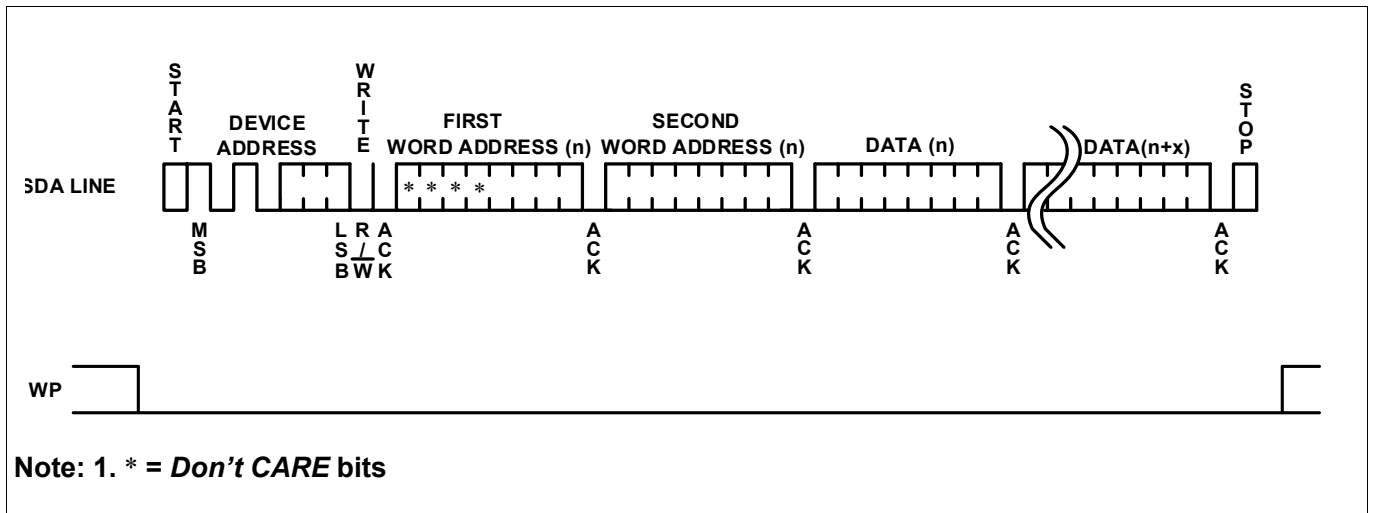 START
WRITE
STOP
DEVICE
ADDRESS
FIRST
WORD ADDRESS (n)
SECOND
WORD ADDRESS (n)
DATA (n)
DATA(n+x)
SDA LINE
* * * *
MSB
LSB
R/W
ACK
ACK
ACK
ACK
ACK
WP
Note: 1. * = Don't CARE bits